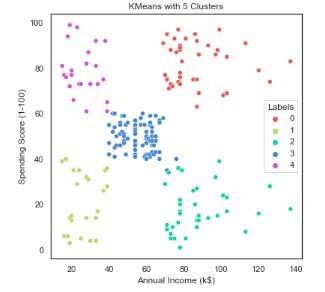 KMeans with 5 Clusters
100
80
60
40
20
0
Spending Score (1-100)
Labels
0
1
2
3
4
20 40 60 80 100 120 140
Annual Income (k$)